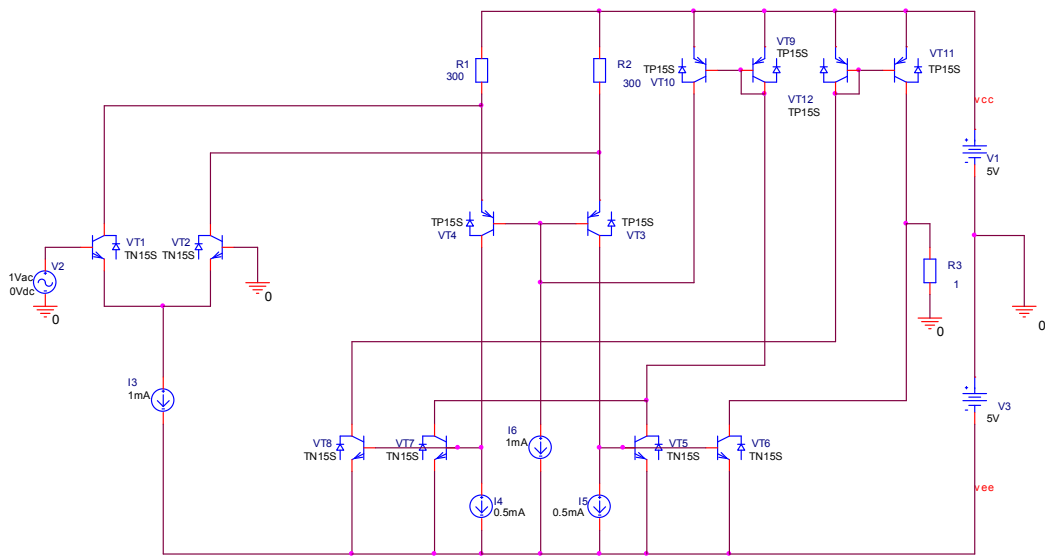 R1
300
R2
300
VT9
TP15S
TP15S
VT10
VT12
TP15S
VT11
TP15S
vcc
V1
5V
TP15S
VT4
TP15S
VT3
VT1
TN15S
VT2
TN15S
V2
1Vac
0Vdc
0
0
R3
1
0
0
I3
1mA
V3
5V
VT8
TN15S
VT7
TN15S
I6
1mA
VT5
TN15S
VT6
TN15S
vee
I4
0.5mA
I5
0.5mA